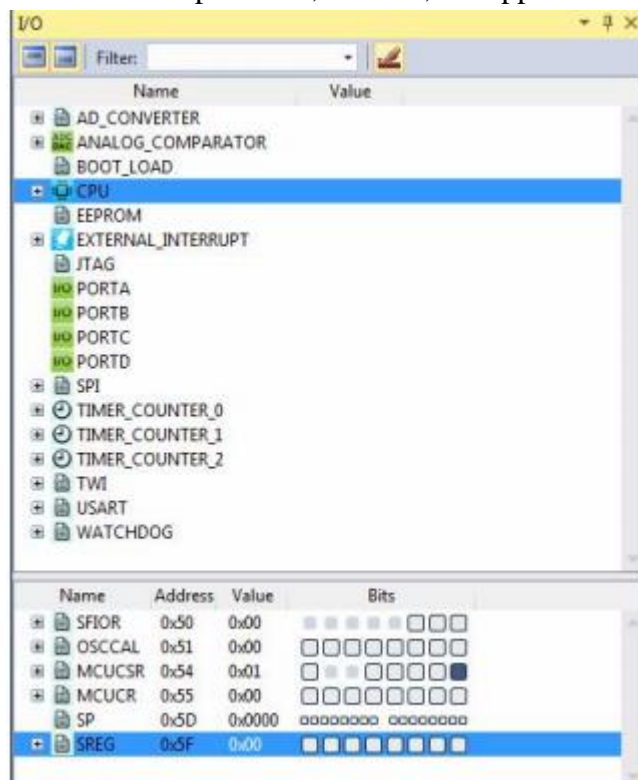 I/O
Filter:
Name Value
AD_CONVERTER
ANALOG_COMPARATOR
BOOT_LOAD
CPU
EEPROM
EXTERNAL_INTERRUPT
JTAG
I/O PORTA
I/O PORTB
I/O PORTC
I/O PORTD
SPI
TIMER_COUNTER_0
TIMER_COUNTER_1
TIMER_COUNTER_2
TWI
USART
WATCHDOG
Name Address Value Bits
SFIOR 0x50 0x00
OSCCAL 0x51 0x00
MCUCSR 0x54 0x01
MCUCR 0x55 0x00
SP 0x5D 0x0000
SREG 0x5F 0x00